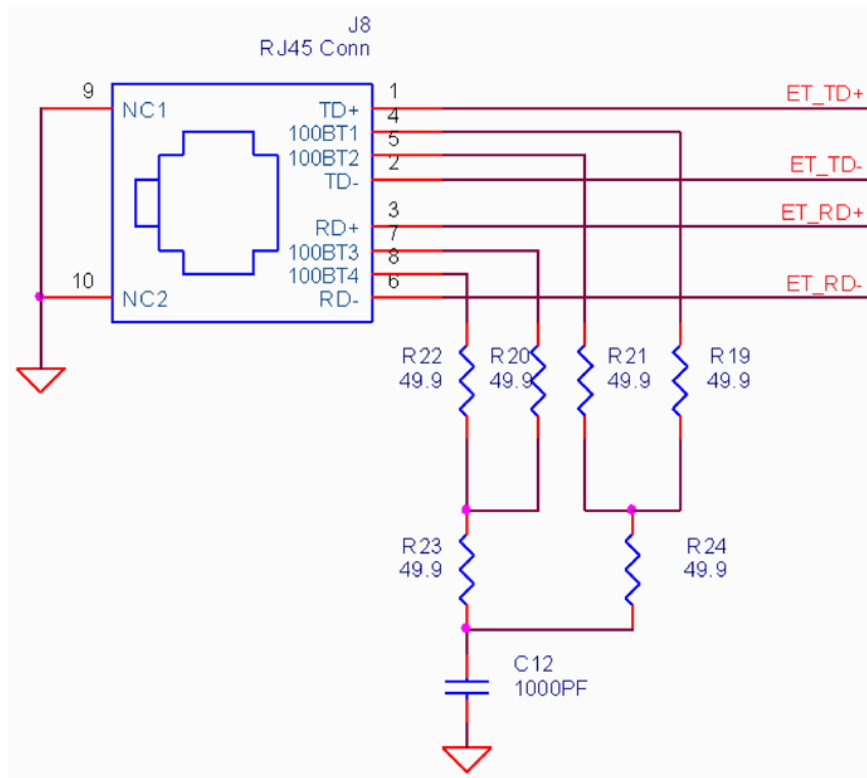 J8
RJ45 Conn
9
NC1
1
TD+
ET_TD+
4
100BT1
5
100BT2
2
TD-
ET_TD-
3
RD+
ET_RD+
7
100BT3
8
100BT4
10
NC2
6
RD-
ET_RD-
R22
49.9
R20
49.9
R21
49.9
R19
49.9
R23
49.9
R24
49.9
C12
1000PF